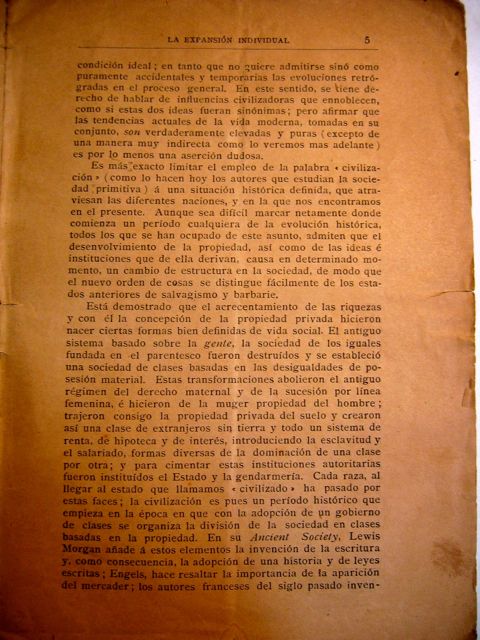 LA EXPANSIÓN INDIVIDUAL 5
condición ideal; en tanto que no quiere admitirse sinó como
puramente accidentales y temporarias las evoluciones retró-
gradas en el proceso general. En este sentido, se tiene de-
recho de hablar de influencias civilizadoras que ennoblecen,
como si estas dos ideas fueran sinónimas; pero afirmar que
las tendencias actuales de la vida moderna, tomadas en su
conjunto, son verdaderamente elevadas y puras (excepto de
una manera muy indirecta como lo veremos mas adelante)
es por lo menos una aserción dudosa.
Es más exacto limitar el empleo de la palabra «civiliza-
ción» (como lo hacen hoy los autores que estudian la socie-
dad primitiva) á una situación histórica definida, que atra-
viesan las diferentes naciones, y en la que nos encontramos
en el presente. Aunque sea difícil marcar netamente donde
comienza un período cualquiera de la evolución histórica,
todos los que se han ocupado de este asunto, admiten que el
desenvolvimiento de la propiedad, así como de las ideas é
instituciones que de ella derivan, causa en determinado mo-
mento, un cambio de estructura en la sociedad, de modo que
el nuevo orden de cosas se distingue fácilmente de los esta-
dos anteriores de salvagismo y barbarie.
Está demostrado que el acrecentamiento de las riquezas
y con él la concepción de la propiedad privada hicieron
nacer ciertas formas bien definidas de vida social. El antiguo
sistema basado sobre la gente, la sociedad de los iguales
fundada en el parentesco fueron destruídos y se estableció
una sociedad de clases basadas en las desigualdades de po-
sesión material. Estas transformaciones abolieron el antiguo
régimen del derecho maternal y de la sucesión por línea
femenina, é hicieron de la muger propiedad del hombre;
trajeron consigo la propiedad privada del suelo y crearon
así una clase de extranjeros sin tierra y todo un sistema de
renta, de hipoteca y de interés, introduciendo la esclavitud y
el salariado, formas diversas de la dominación de una clase
por otra; y para cimentar estas instituciones autoritarias
fueron instituídos el Estado y la gendarmería. Cada raza, al
llegar al estado que llamamos «civilizado» ha pasado por
estas faces; la civilización es pues un período histórico que
empieza en la época en que con la adopción de un gobierno
de clases se organiza la división de la sociedad en clases
basadas en la propiedad. En su Ancient Society, Lewis
Morgan añade á estos elementos la invención de la escritura
y, como consecuencia, la adopción de una historia y de leyes
escritas; Engels, hace resaltar la importancia de la aparición
del mercader; los autores franceses del siglo pasado inven-